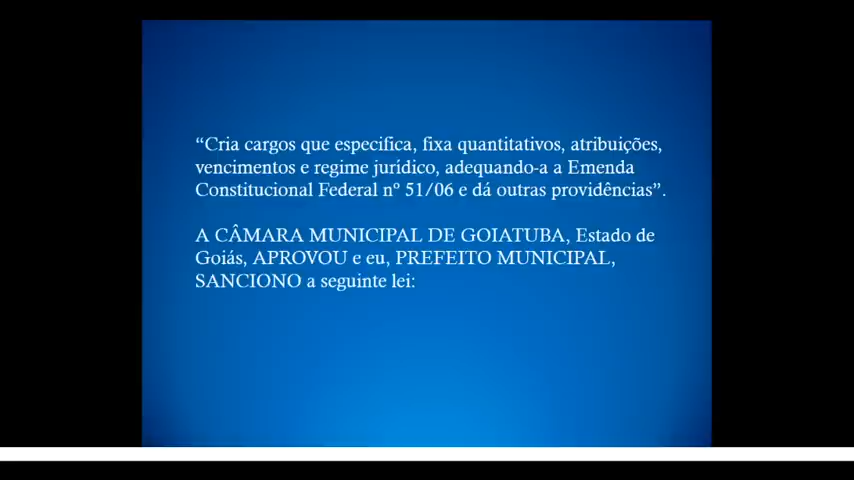 “Cria cargos que especifica, fixa quantitativos, atribuições,
vencimentos e regime jurídico, adequando-a a Emenda
Constitucional Federal nº 51/06 e dá outras providências”.
A CÂMARA MUNICIPAL DE GOIATUBA, Estado de
Goiás, APROVOU e eu, PREFEITO MUNICIPAL,
SANCIONO a seguinte lei: